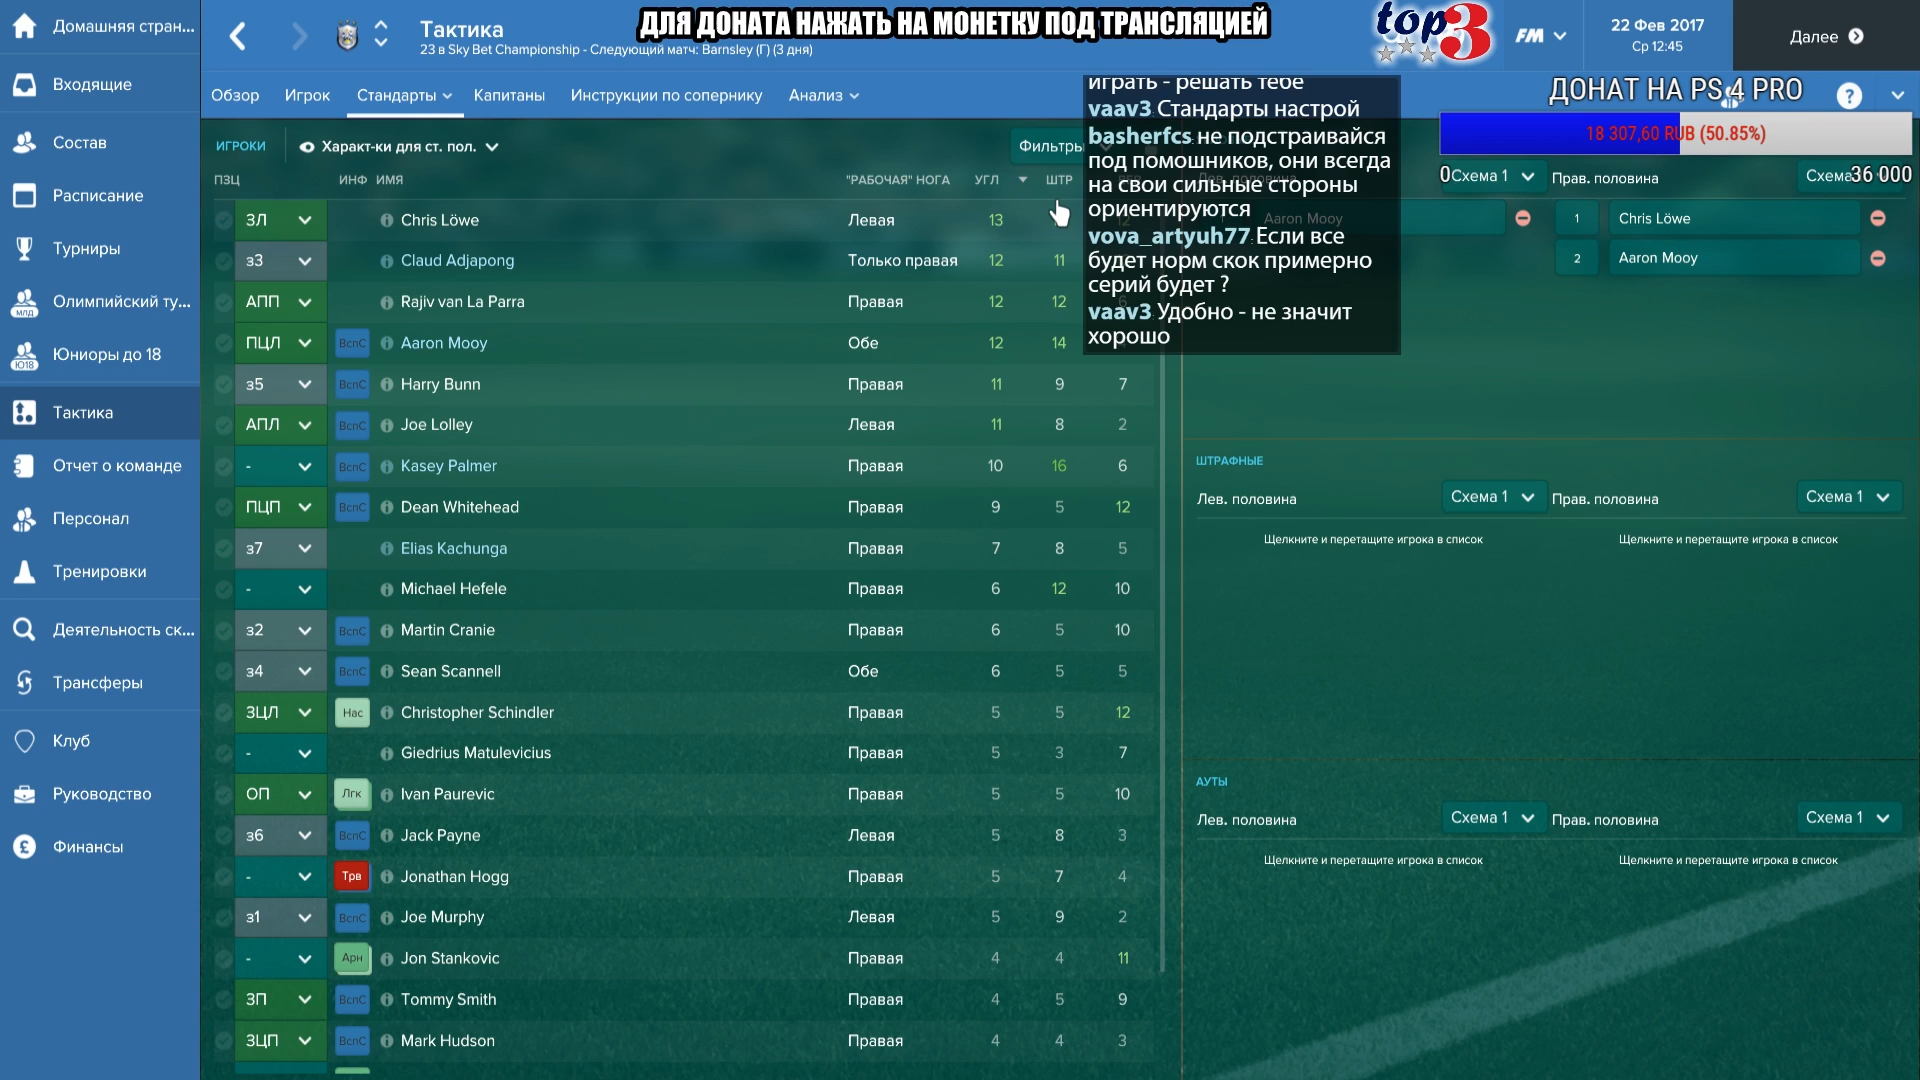 Домашняя стран...
Входящие
Состав
Расписание
Турниры
Олимпийский ту...
Юниоры до 18
Тактика
Отчет о команде
Персонал
Тренировки
Деятельность ск...
Трансферы
Клуб
Руководство
Финансы
Тактика
23 в Sky Bet Championship - Следующий матч: Barnsley (Г) (3 дня)
ДЛЯ ДОНАТА НАЖАТЬ НА МОНЕТКУ ПОД ТРАНСЛЯЦИЕЙ
top3
FM
22 Фев 2017
Ср 12:45
Далее
Обзор Игрок Стандарты Капитаны Инструкции по сопернику Анализ
ДОНАТ НА PS 4 PRO
18 307,60 RUB (50.85%)
0
36 000
играть - решать тебе
vaav3: Стандарты настрой
basherfcs: не подстраивайся
под помошников, они всегда
на свои сильные стороны
ориентируются
vova_artyuh77: Если все
будет норм скок примерно
серий будет ?
vaav3: Удобно - не значит
хорошо
ИГРОКИ Характ-ки для ст. пол. Фильтры
ПЗЦ ИНФ ИМЯ "РАБОЧАЯ" НОГА УГЛ ШТР
ЗЛ Chris Löwe Левая 13
з3 Claud Adjapong Только правая 12 11
АПП Rajiv van La Parra Правая 12 12
ПЦЛ ВспС Aaron Mooy Обе 12 14
з5 ВспС Harry Bunn Правая 11 9 7
АПЛ ВспС Joe Lolley Левая 11 8 2
- ВспС Kasey Palmer Правая 10 16 6
ПЦП ВспС Dean Whitehead Правая 9 5 12
з7 Elias Kachunga Правая 7 8 5
- Michael Hefele Правая 6 12 10
з2 ВспС Martin Cranie Правая 6 5 10
з4 ВспС Sean Scannell Обе 6 5 5
ЗЦЛ Нас Christopher Schindler Правая 5 5 12
- Giedrius Matulevicius Правая 5 3 7
ОП Лгк Ivan Paurevic Правая 5 5 10
з6 ВспС Jack Payne Левая 5 8 3
- Трв Jonathan Hogg Правая 5 7 4
з1 ВспС Joe Murphy Левая 5 9 2
- Арн Jon Stankovic Правая 4 4 11
ЗП ВспС Tommy Smith Правая 4 5 9
ЗЦП ВспС Mark Hudson Правая 4 4 3
Лев. половина Схема 1 Прав. половина Схема
Aaron Mooy 1 Chris Löwe
2 Aaron Mooy
ШТРАФНЫЕ
Лев. половина Схема 1 Прав. половина Схема 1
Щелкните и перетащите игрока в список Щелкните и перетащите игрока в список
АУТЫ
Лев. половина Схема 1 Прав. половина Схема 1
Щелкните и перетащите игрока в список Щелкните и перетащите игрока в список